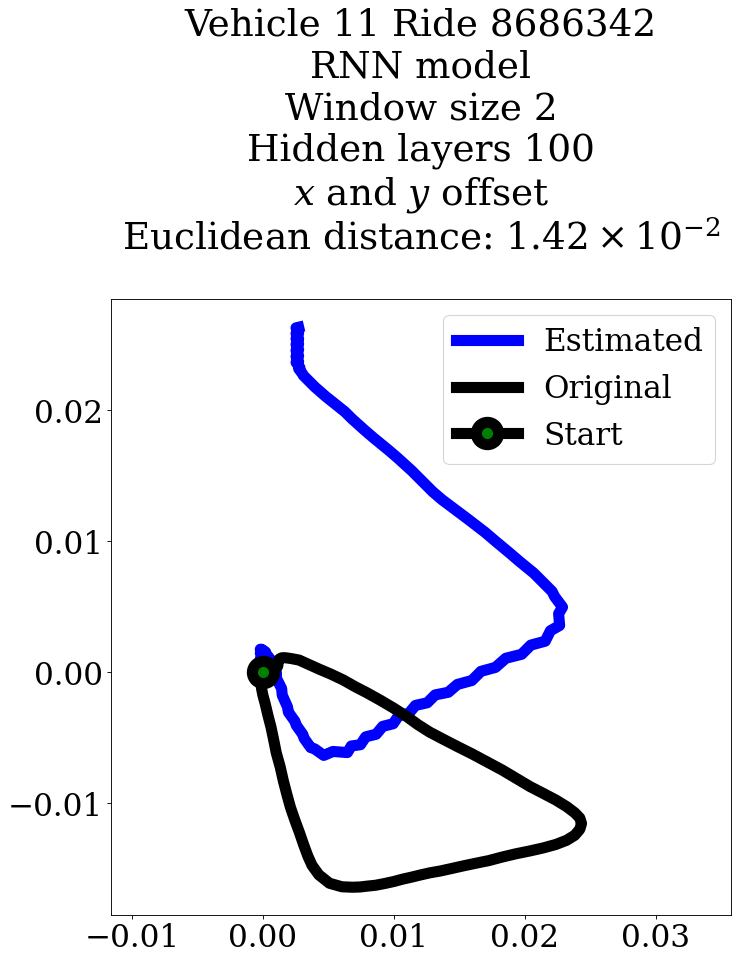 Vehicle 11 Ride 8686342
RNN model
Window size 2
Hidden layers 100
x and y offset
Euclidean distance: 1.42 × 10⁻²
Estimated
Original
Start
0.02
0.01
0.00
−0.01
−0.01 0.00 0.01 0.02 0.03